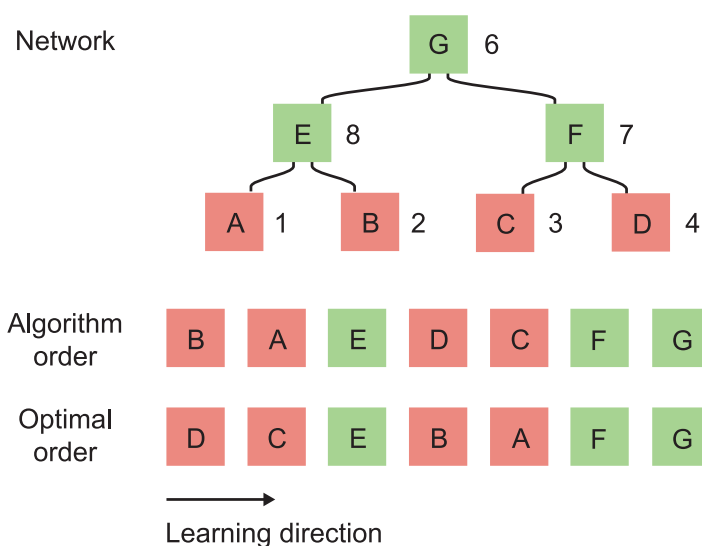 Network
G 6
E 8
F 7
A 1
B 2
C 3
D 4
Algorithm
order
B A E D C F G
Optimal
order
D C E B A F G
Learning direction